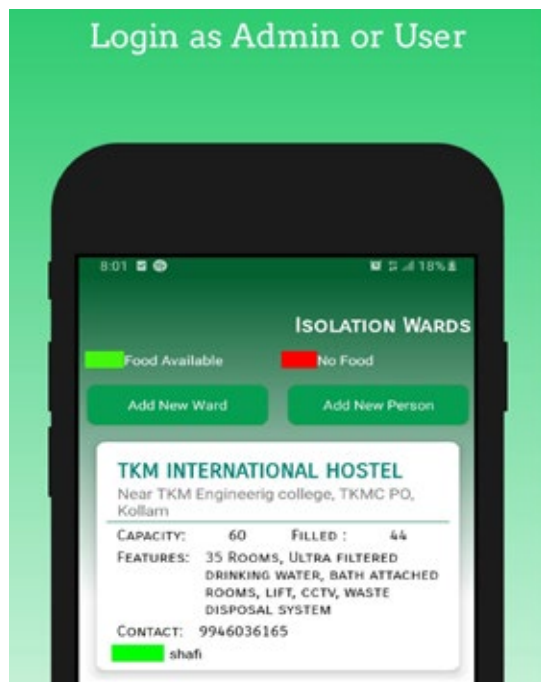 Login as Admin or User
8:01 18%
ISOLATION WARDS
Food Available No Food
Add New Ward Add New Person
TKM INTERNATIONAL HOSTEL
Near TKM Engineerig college, TKMC PO,
Kollam
CAPACITY: 60 FILLED : 44
FEATURES: 35 ROOMS, ULTRA FILTERED
DRINKING WATER, BATH ATTACHED
ROOMS, LIFT, CCTV, WASTE
DISPOSAL SYSTEM
CONTACT: 9946036165
shafi